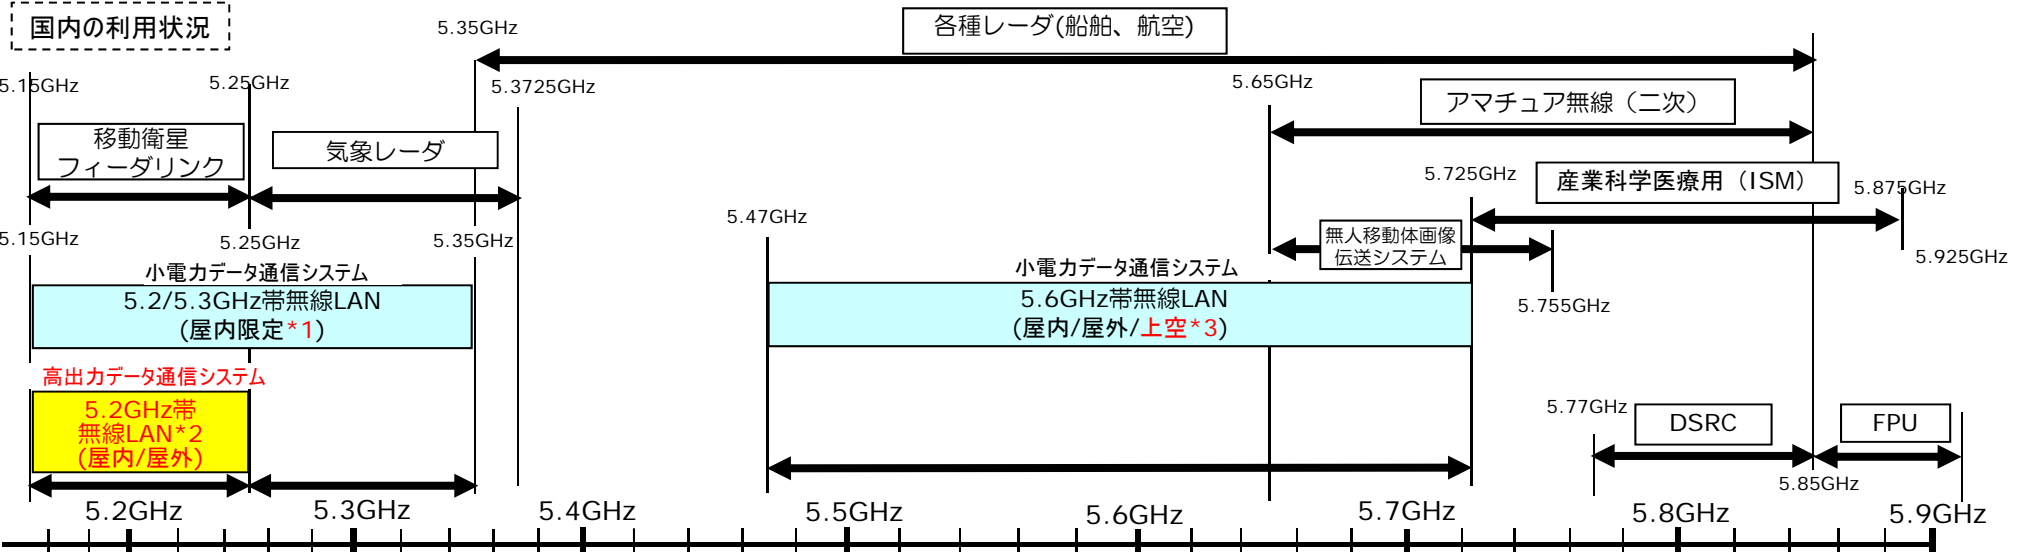 国内の利用状況
5.35GHz
各種レーダ(船舶、航空)
5.15GHz
5.25GHz
5.3725GHz
5.65GHz
アマチュア無線（二次）
移動衛星
フィーダリンク
気象レーダ
5.725GHz
産業科学医療用（ISM）
5.875GHz
5.47GHz
5.15GHz
5.25GHz
5.35GHz
無人移動体画像
伝送システム
5.925GHz
小電力データ通信システム
5.2/5.3GHz帯無線LAN
(屋内限定*1)
小電力データ通信システム
5.6GHz帯無線LAN
(屋内/屋外/上空*3)
5.755GHz
高出力データ通信システム
5.2GHz帯
無線LAN*2
(屋内/屋外)
5.77GHz
DSRC
FPU
5.85GHz
5.2GHz
5.3GHz
5.4GHz
5.5GHz
5.6GHz
5.7GHz
5.8GHz
5.9GHz